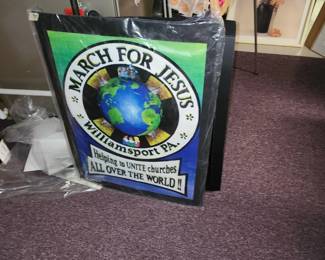 MARCH FOR JESUS
Williamsport PA.
Helping to UNITE churches
ALL OVER THE WORLD!!